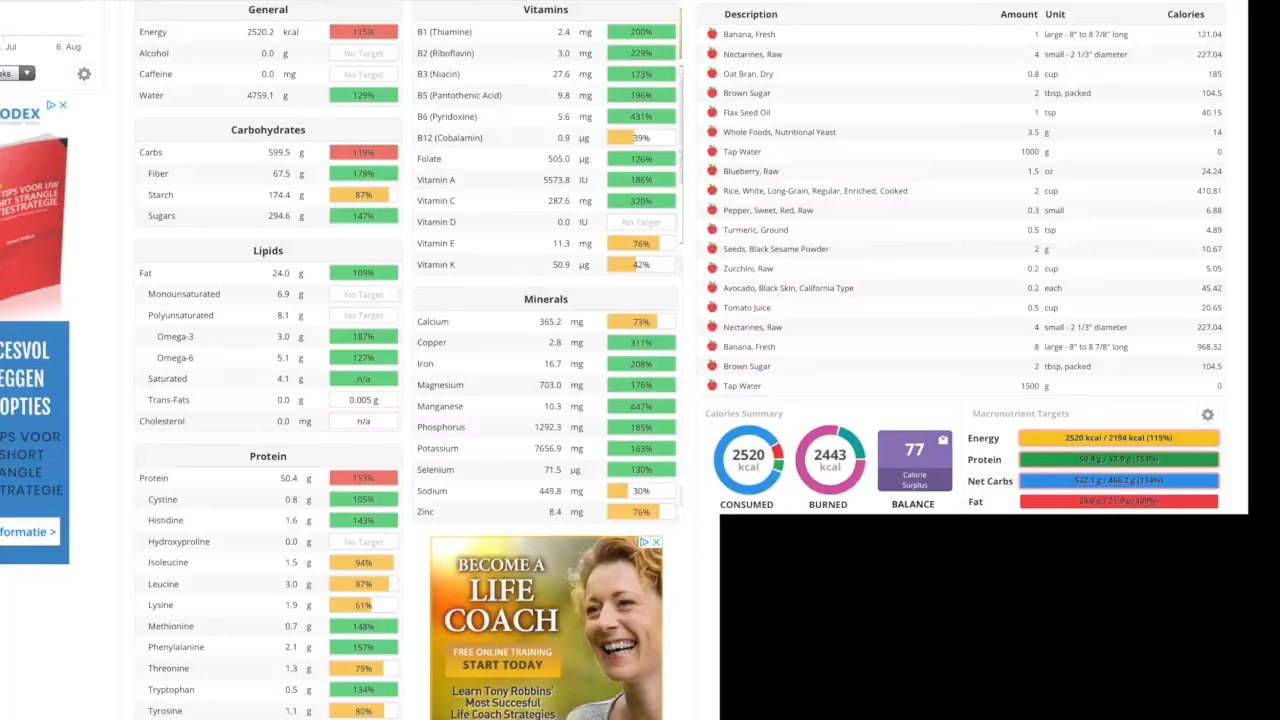 . Jul
6. Aug
eks
ODEX
TIPS VOOR UW
ORT STRANGLE
TIESTRATEGIE
CESVOL
EGGEN
OPTIES
PS VOOR
SHORT
ANGLE
TRATEGIE
formatie >
General
Energy 2520.2 kcal 115%
Alcohol 0.0 g No Target
Caffeine 0.0 mg No Target
Water 4759.1 g 129%
Carbohydrates
Carbs 599.5 g 119%
Fiber 67.5 g 178%
Starch 174.4 g 87%
Sugars 294.6 g 147%
Lipids
Fat 24.0 g 109%
Monounsaturated 6.9 g No Target
Polyunsaturated 8.1 g No Target
Omega-3 3.0 g 187%
Omega-6 5.1 g 127%
Saturated 4.1 g n/a
Trans-Fats 0.0 g 0.005 g
Cholesterol 0.0 mg n/a
Protein
Protein 50.4 g 153%
Cystine 0.8 g 105%
Histidine 1.6 g 143%
Hydroxyproline 0.0 g No Target
Isoleucine 1.5 g 94%
Leucine 3.0 g 87%
Lysine 1.9 g 61%
Methionine 0.7 g 148%
Phenylalanine 2.1 g 157%
Threonine 1.3 g 79%
Tryptophan 0.5 g 134%
Tyrosine 1.1 g 80%
Vitamins
B1 (Thiamine) 2.4 mg 200%
B2 (Riboflavin) 3.0 mg 229%
B3 (Niacin) 27.6 mg 173%
B5 (Pantothenic Acid) 9.8 mg 196%
B6 (Pyridoxine) 5.6 mg 431%
B12 (Cobalamin) 0.9 µg 39%
Folate 505.0 µg 126%
Vitamin A 5573.8 IU 186%
Vitamin C 287.6 mg 320%
Vitamin D 0.0 IU No Target
Vitamin E 11.3 mg 76%
Vitamin K 50.9 µg 42%
Minerals
Calcium 365.2 mg 73%
Copper 2.8 mg 311%
Iron 16.7 mg 208%
Magnesium 703.0 mg 176%
Manganese 10.3 mg 447%
Phosphorus 1292.3 mg 185%
Potassium 7656.9 mg 163%
Selenium 71.5 µg 130%
Sodium 449.8 mg 30%
Zinc 8.4 mg 76%
BECOME A
LIFE
COACH
FREE ONLINE TRAINING
START TODAY
Learn Tony Robbins'
Most Succesful
Life Coach Strategies
Description Amount Unit Calories
Banana, Fresh 1 large - 8" to 8 7/8" long 121.04
Nectarines, Raw 4 small - 2 1/3" diameter 227.04
Oat Bran, Dry 0.8 cup 185
Brown Sugar 2 tbsp, packed 104.5
Flax Seed Oil 1 tsp 40.15
Whole Foods, Nutritional Yeast 3.5 g 14
Tap Water 1000 g 0
Blueberry, Raw 1.5 oz 24.24
Rice, White, Long-Grain, Regular, Enriched, Cooked 2 cup 410.81
Pepper, Sweet, Red, Raw 0.3 small 6.88
Turmeric, Ground 0.5 tsp 4.89
Seeds, Black Sesame Powder 2 g 10.67
Zucchini, Raw 0.2 cup 5.05
Avocado, Black Skin, California Type 0.2 each 45.42
Tomato Juice 0.5 cup 20.65
Nectarines, Raw 4 small - 2 1/3" diameter 227.04
Banana, Fresh 8 large - 8" to 8 7/8" long 968.32
Brown Sugar 2 tbsp, packed 104.5
Tap Water 1500 g 0
Calories Summary
2520
kcal
CONSUMED
2443
kcal
BURNED
77
Calorie
Surplus
BALANCE
Macronutrient Targets
Energy 2520 kcal / 2194 kcal (115%)
Protein 50.4 g / 32.9 g (153%)
Net Carbs 532.1 g / 466.2 g (114%)
Fat 24.0 g / 21.9 g (109%)